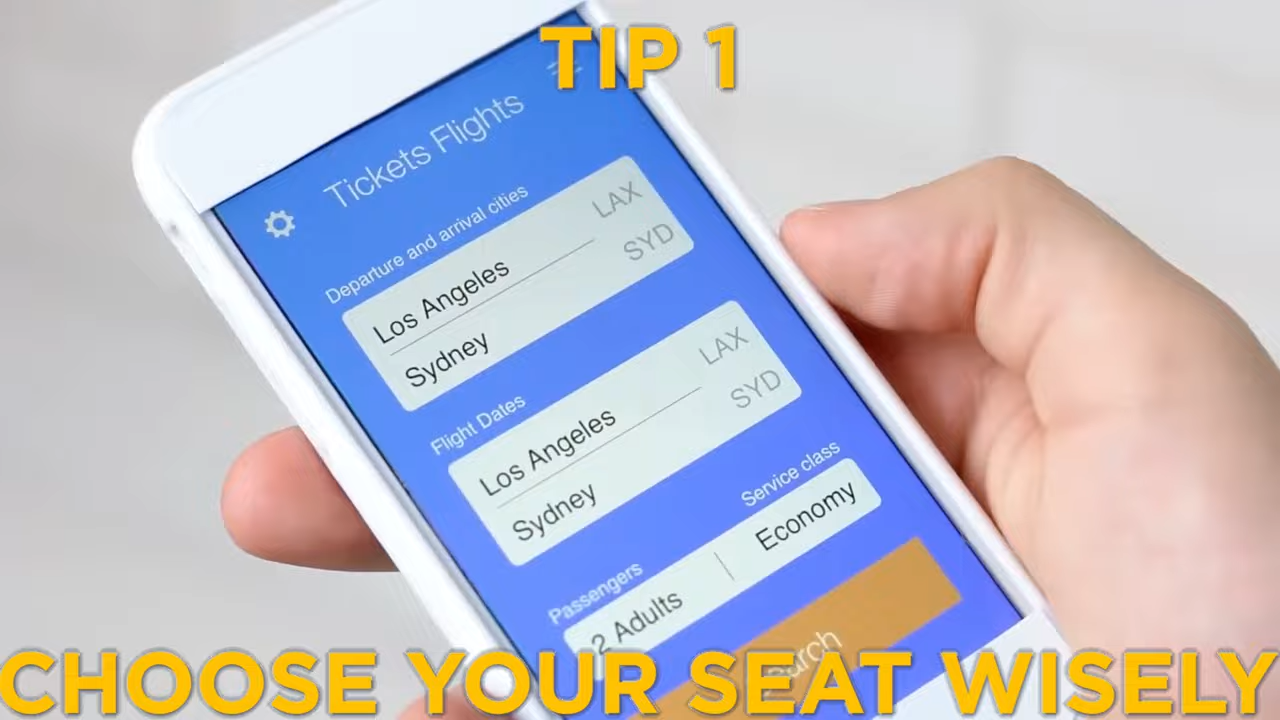 TIP 1
Tickets Flights
Departure and arrival cities
Los Angeles LAX
Sydney SYD
Flight Dates
Los Angeles LAX
Sydney SYD
Passengers Service class
2 Adults | Economy
CHOOSE YOUR SEAT WISELY